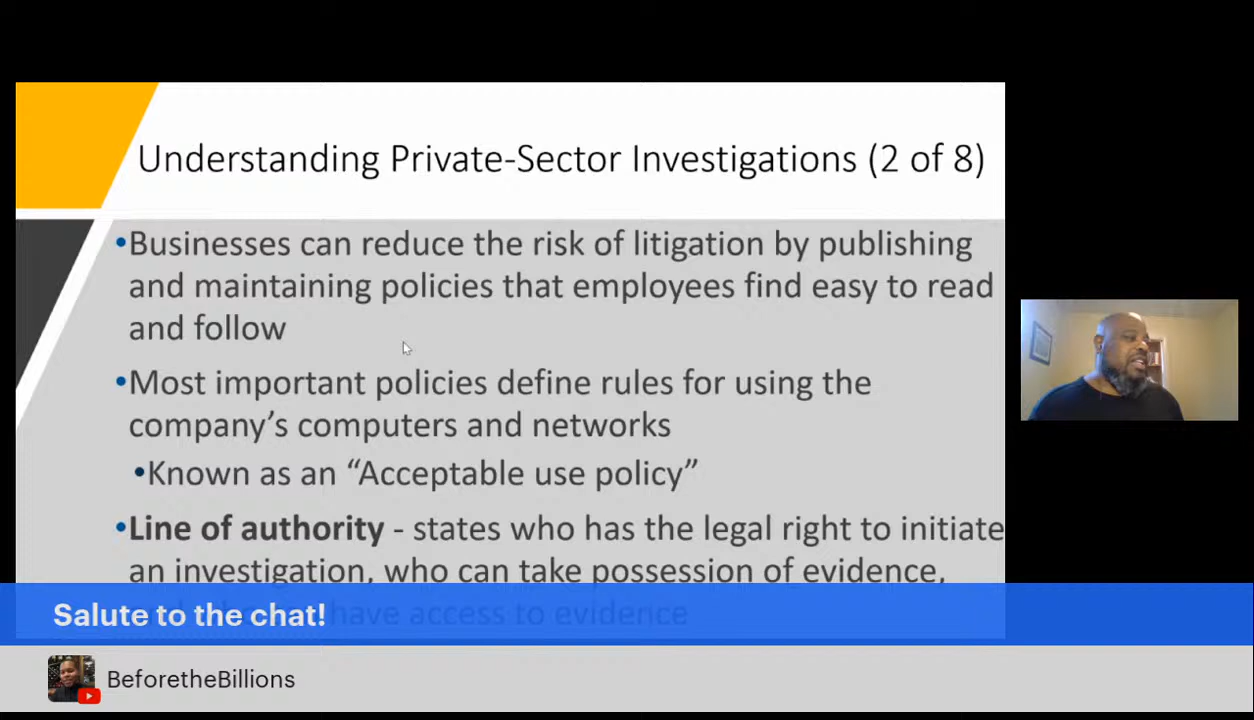 Understanding Private-Sector Investigations (2 of 8)
•Businesses can reduce the risk of litigation by publishing
and maintaining policies that employees find easy to read
and follow
•Most important policies define rules for using the
company’s computers and networks
•Known as an “Acceptable use policy”
•Line of authority - states who has the legal right to initiate
an investigation, who can take possession of evidence,
have access to evidence
Salute to the chat!
BeforetheBillions